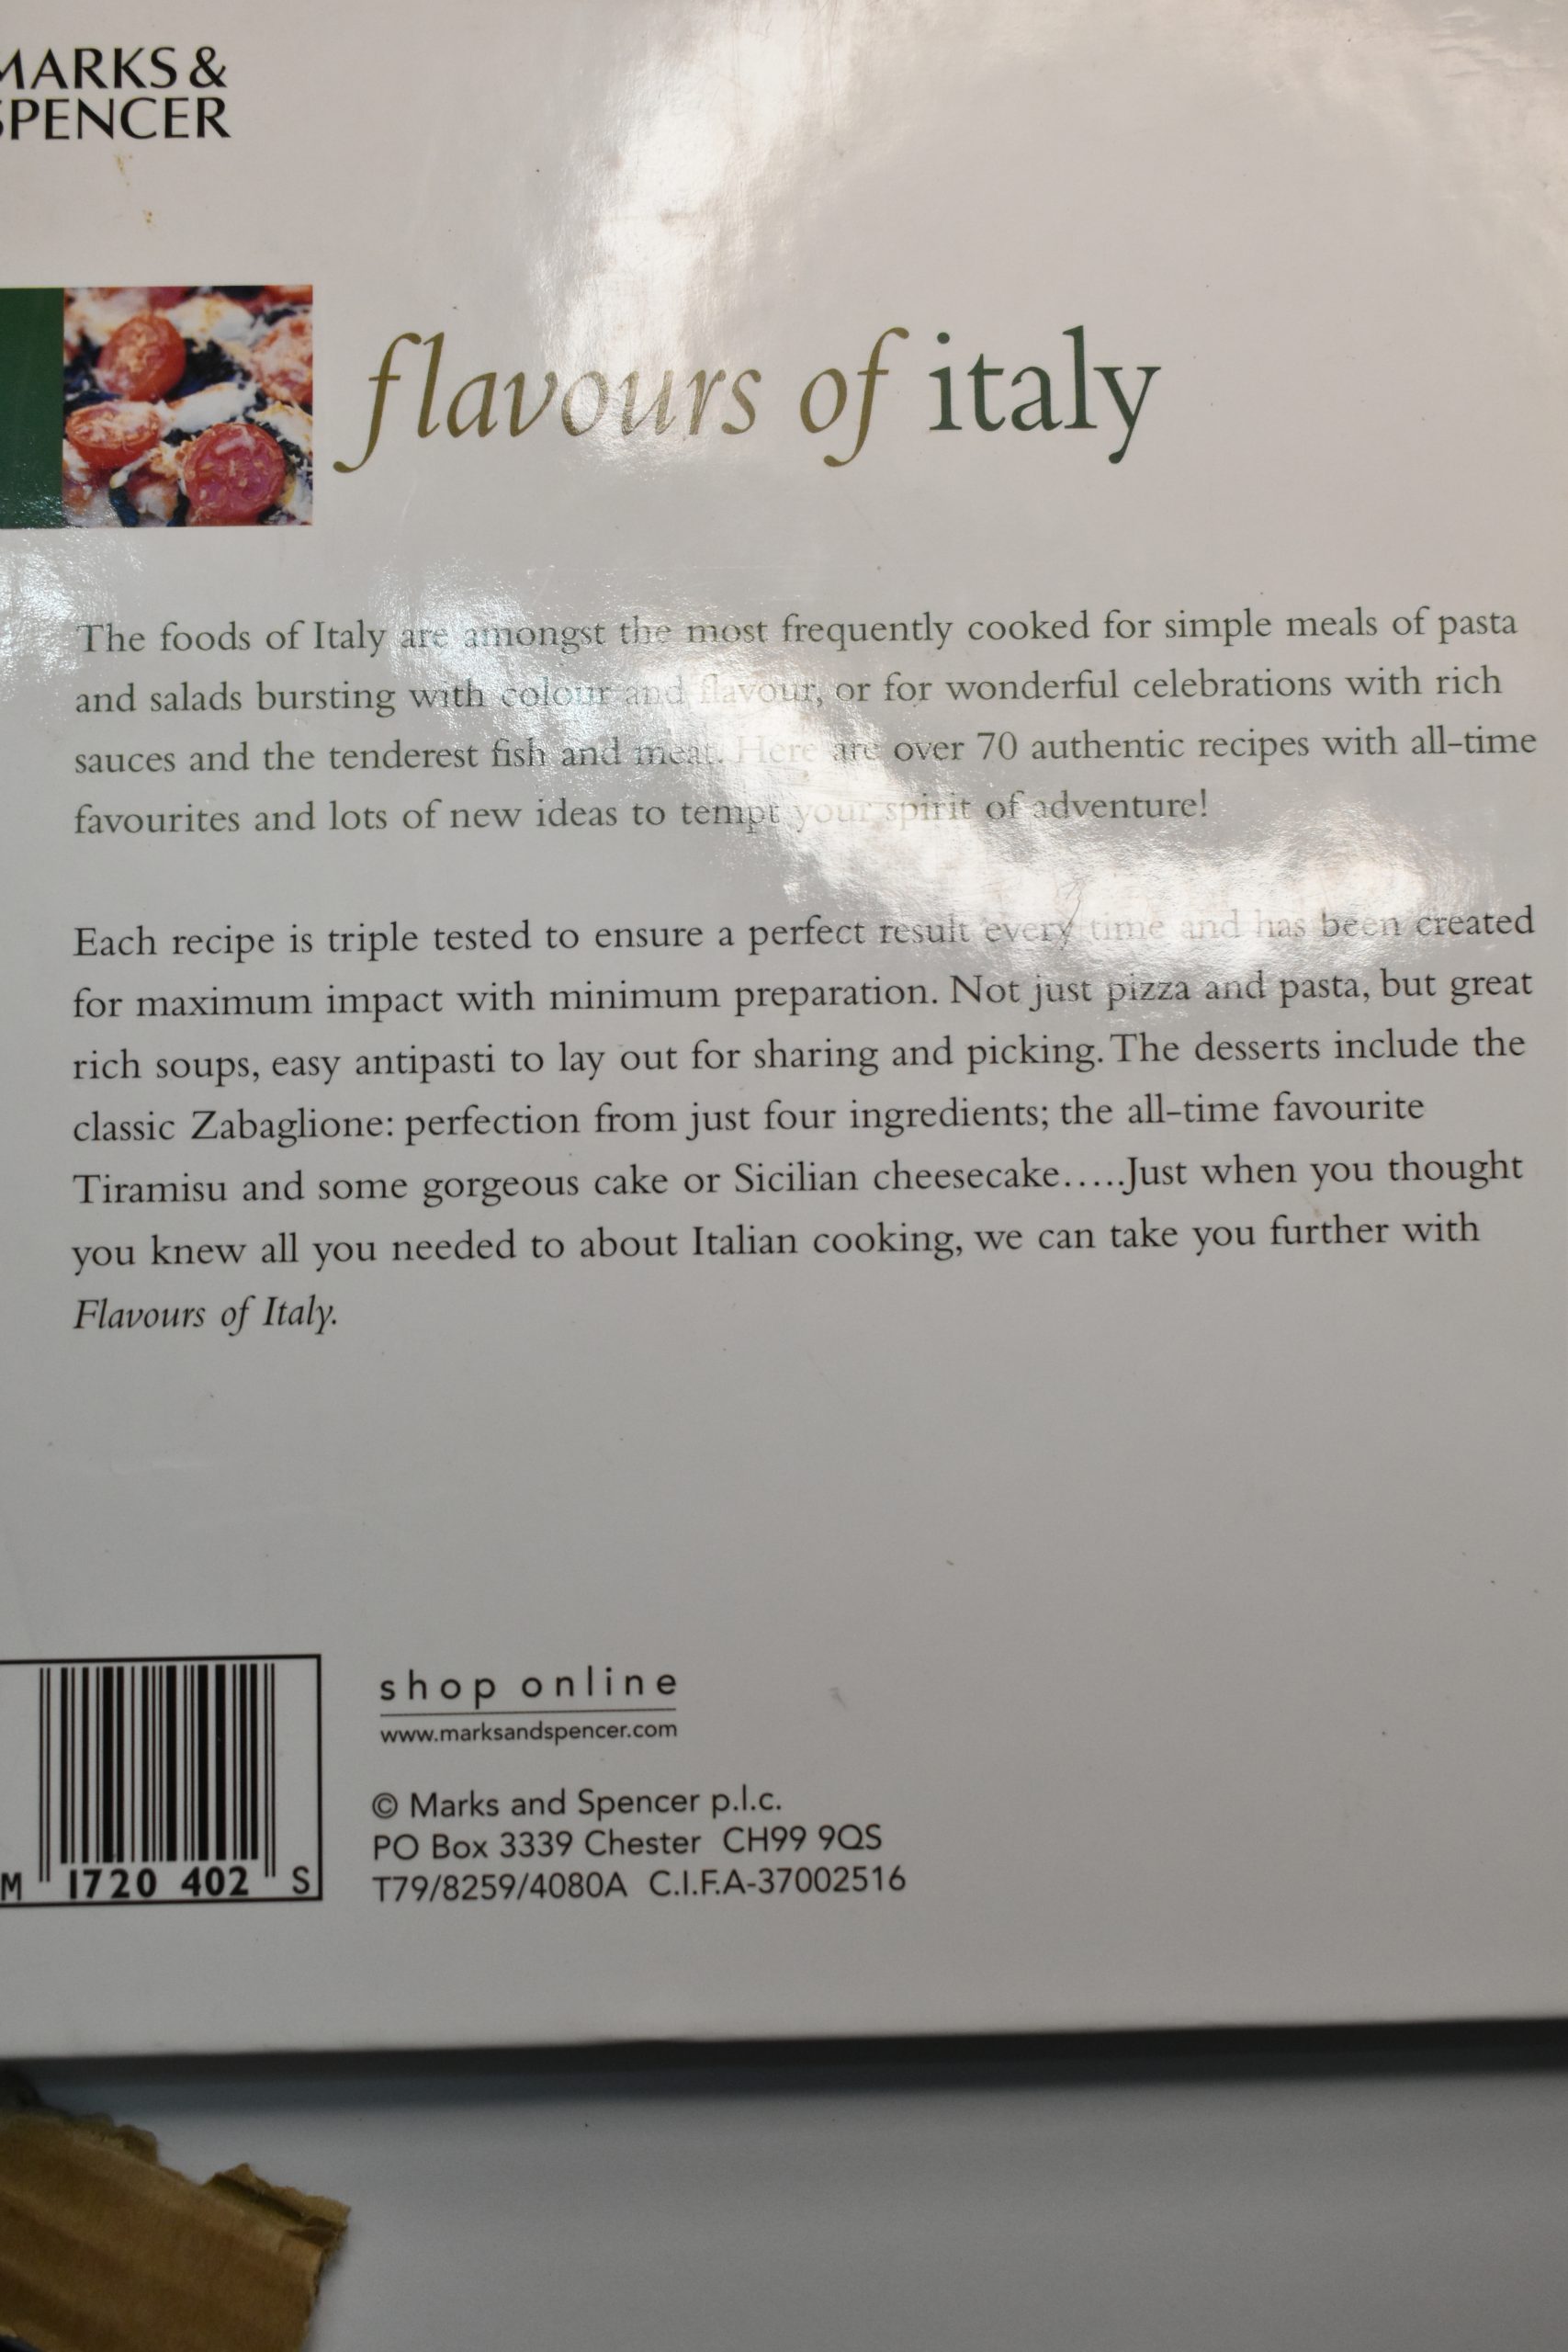 MARKS &
SPENCER
flavours of italy
The foods of Italy are amongst the most frequently cooked for simple meals of pasta
and salads bursting with colour and flavour, or for wonderful celebrations with rich
sauces and the tenderest fish and meat. Here are over 70 authentic recipes with all-time
favourites and lots of new ideas to tempt your spirit of adventure!
Each recipe is triple tested to ensure a perfect result every time and has been created
for maximum impact with minimum preparation. Not just pizza and pasta, but great
rich soups, easy antipasti to lay out for sharing and picking. The desserts include the
classic Zabaglione: perfection from just four ingredients; the all-time favourite
Tiramisu and some gorgeous cake or Sicilian cheesecake.....Just when you thought
you knew all you needed to about Italian cooking, we can take you further with
Flavours of Italy.
shop online
www.marksandspencer.com
© Marks and Spencer p.l.c.
PO Box 3339 Chester CH99 9QS
T79/8259/4080A C.I.F.A-37002516
M 1720 402 S